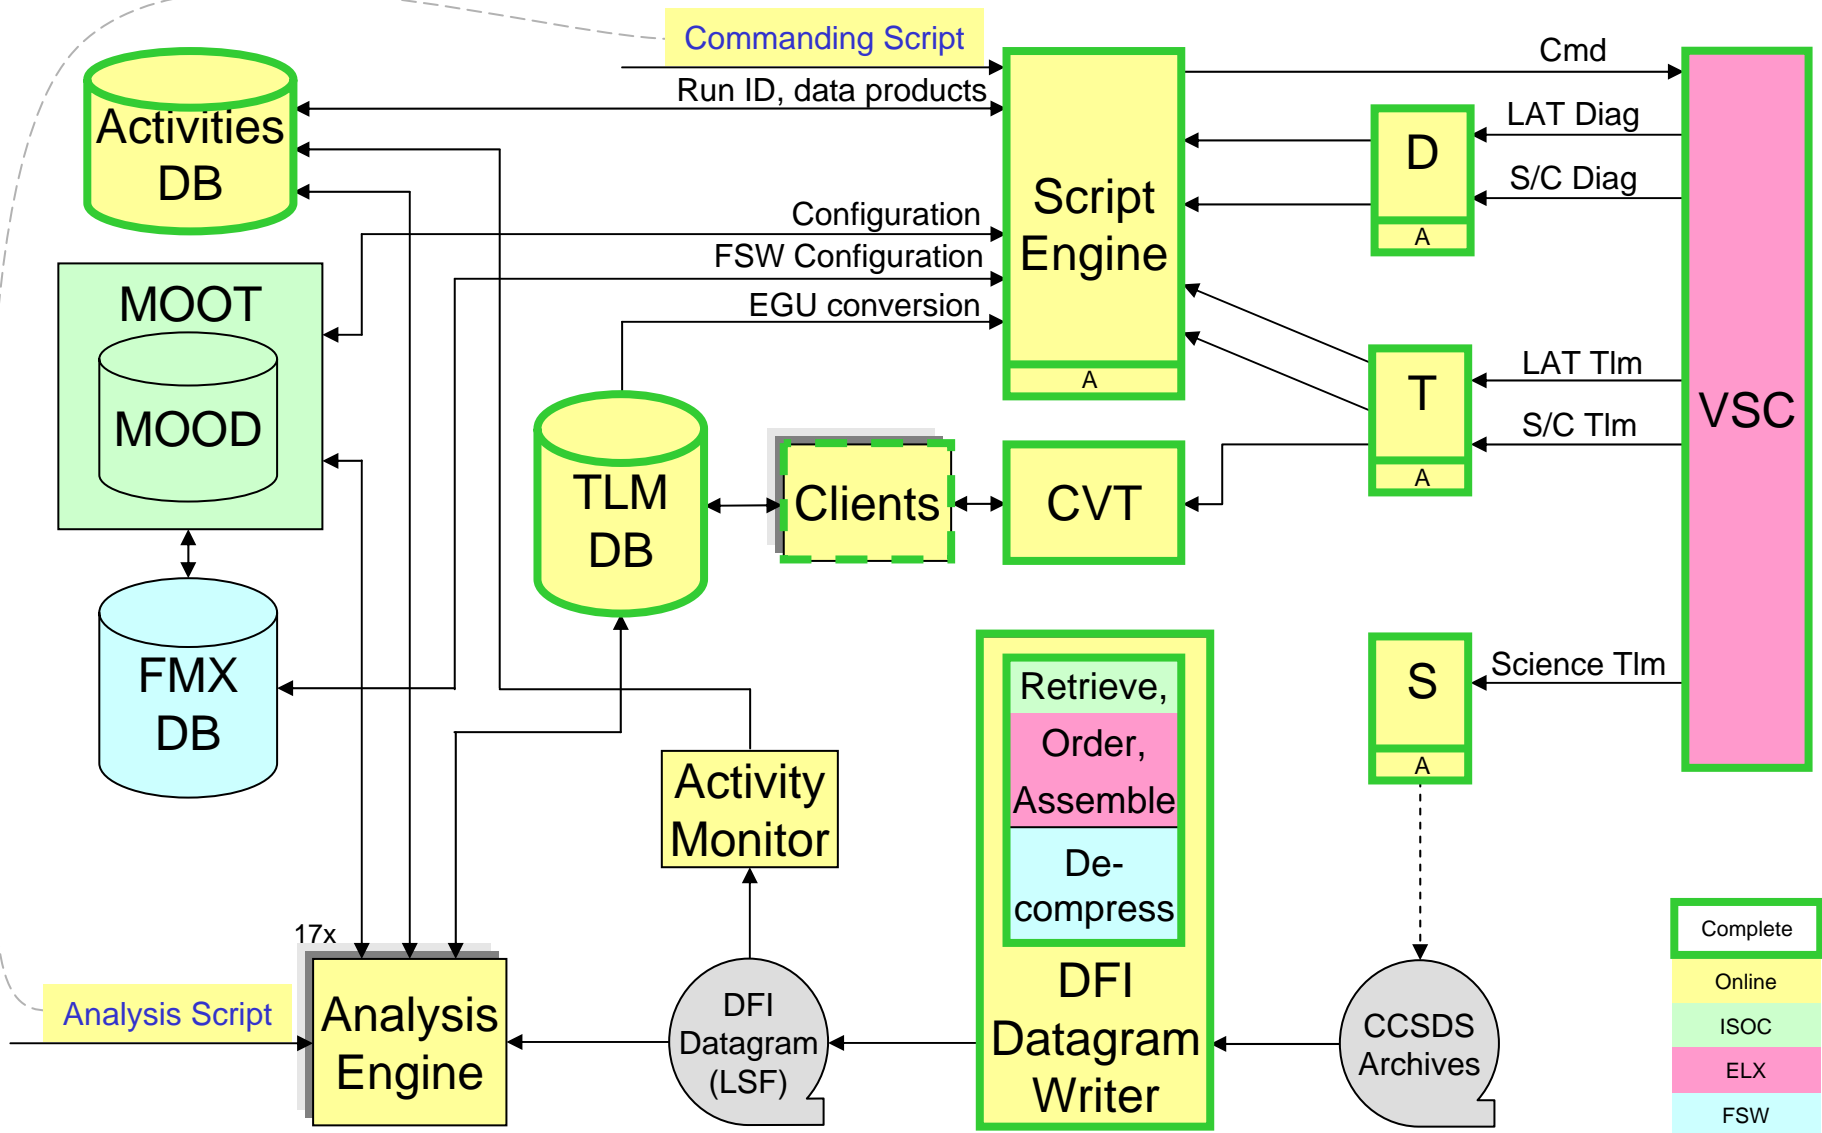 Commanding Script
Run ID, data products
Activities
DB
Configuration
FSW Configuration
EGU conversion
Script
Engine
A
Cmd
LAT Diag
S/C Diag
D
A
LAT Tlm
S/C Tlm
T
A
VSC
MOOT
MOOD
TLM
DB
Clients
CVT
FMX
DB
Science Tlm
S
A
Retrieve,
Order,
Assemble
De-
compress
DFI
Datagram
Writer
Activity
Monitor
17x
Analysis Script
Analysis
Engine
DFI
Datagram
(LSF)
CCSDS
Archives
Complete
Online
ISOC
ELX
FSW